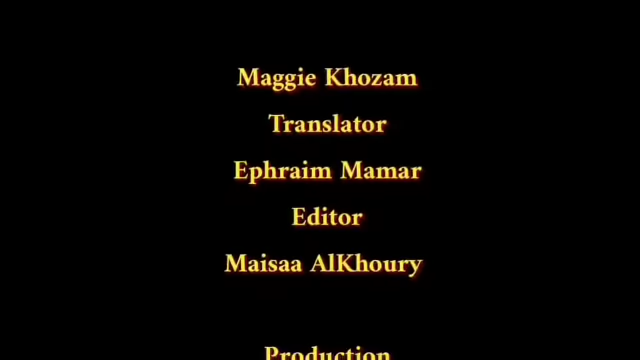 Maggie Khozam
Translator
Ephraim Mamar
Editor
Maisaa AlKhoury
Production